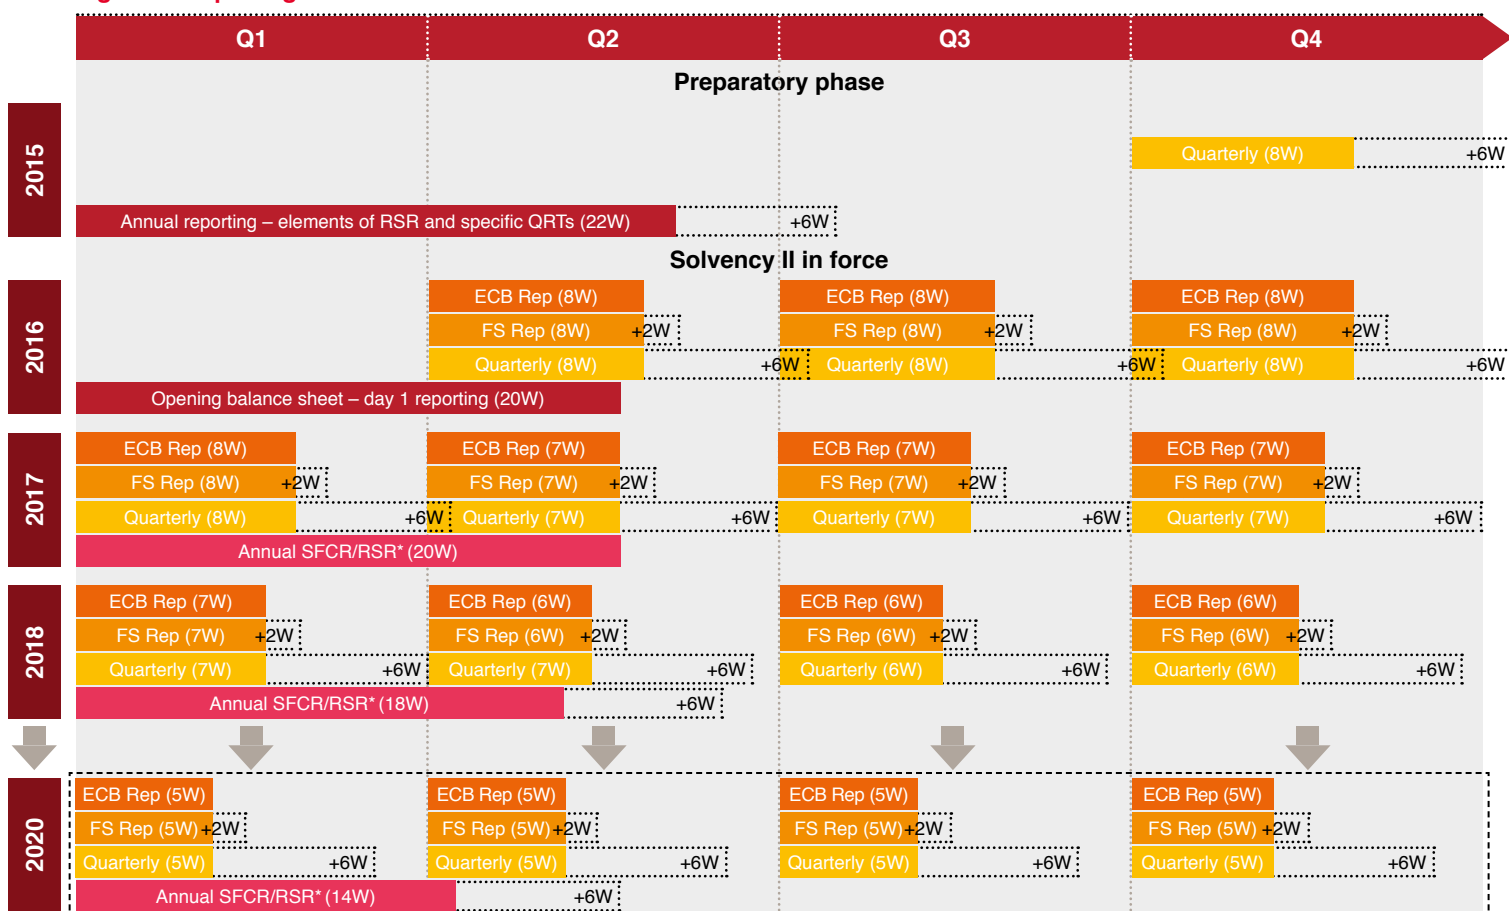 Q1 Q2 Q3 Q4
Preparatory phase
2015
Quarterly (8W) +6W
Annual reporting – elements of RSR and specific QRTs (22W) +6W
Solvency II in force
2016
ECB Rep (8W) ECB Rep (8W) ECB Rep (8W)
FS Rep (8W) +2W FS Rep (8W) +2W FS Rep (8W) +2W
Quarterly (8W) +6W Quarterly (8W) +6W Quarterly (8W) +6W
Opening balance sheet – day 1 reporting (20W)
2017
ECB Rep (8W) ECB Rep (7W) ECB Rep (7W) ECB Rep (7W)
FS Rep (8W) +2W FS Rep (7W) +2W FS Rep (7W) +2W FS Rep (7W) +2W
Quarterly (8W) +6W Quarterly (7W) +6W Quarterly (7W) +6W Quarterly (7W) +6W
Annual SFCR/RSR* (20W)
2018
ECB Rep (7W) ECB Rep (6W) ECB Rep (6W) ECB Rep (6W)
FS Rep (7W) +2W FS Rep (6W) +2W FS Rep (6W) +2W FS Rep (6W) +2W
Quarterly (7W) +6W Quarterly (7W) +6W Quarterly (6W) +6W Quarterly (6W) +6W
Annual SFCR/RSR* (18W) +6W
2020
ECB Rep (5W) ECB Rep (5W) ECB Rep (5W) ECB Rep (5W)
FS Rep (5W) +2W FS Rep (5W) +2W FS Rep (5W) +2W FS Rep (5W) +2W
Quarterly (5W) +6W Quarterly (5W) +6W Quarterly (5W) +6W Quarterly (5W) +6W
Annual SFCR/RSR* (14W) +6W